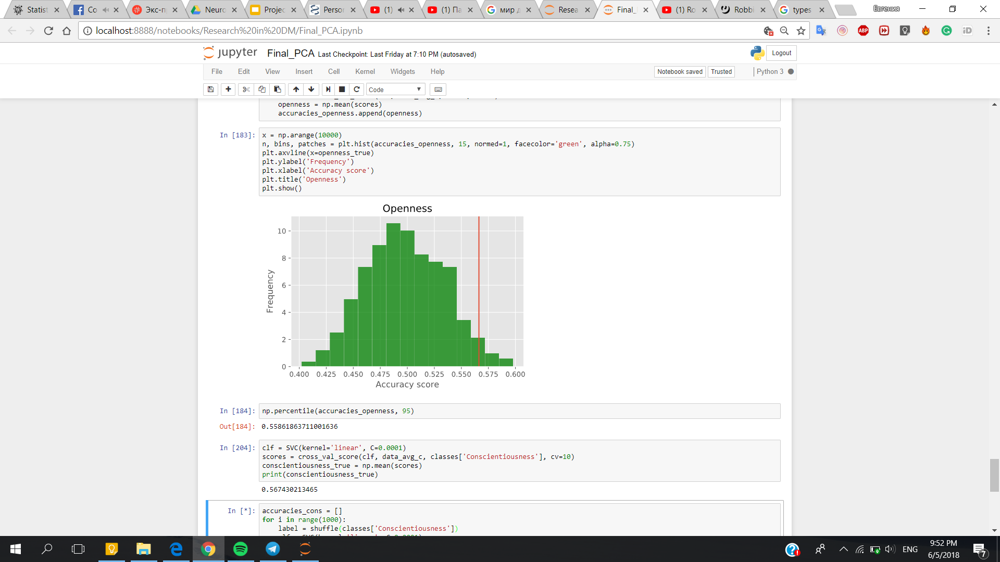 Statist
Co
Экс-п
Neuro
Projec
Person
(1)
(1) Па
мир д
Resea
Final_
(1) Ro
Robbi
types
Евгения
localhost:8888/notebooks/Research%20in%20DM/Final_PCA.ipynb
jupyter Final_PCA Last Checkpoint: Last Friday at 7:10 PM (autosaved)
Logout
File Edit View Insert Cell Kernel Widgets Help
Notebook saved Trusted Python 3
Code
openness = np.mean(scores)
accuracies_openness.append(openness)
In [183]:
x = np.arange(10000)
n, bins, patches = plt.hist(accuracies_openness, 15, normed=1, facecolor='green', alpha=0.75)
plt.axvline(x=openness_true)
plt.ylabel('Frequency')
plt.xlabel('Accuracy score')
plt.title('Openness')
plt.show()
Openness
10
8
6
4
2
0
Frequency
0.400 0.425 0.450 0.475 0.500 0.525 0.550 0.575 0.600
Accuracy score
In [184]: np.percentile(accuracies_openness, 95)
Out[184]: 0.55861863711001636
In [204]:
clf = SVC(kernel='linear', C=0.0001)
scores = cross_val_score(clf, data_avg_c, classes['Conscientiousness'], cv=10)
conscientiousness_true = np.mean(scores)
print(conscientiousness_true)
0.567430213465
In [*]:
accuracies_cons = []
for i in range(1000):
label = shuffle(classes['Conscientiousness'])
ENG
9:52 PM
6/5/2018
7